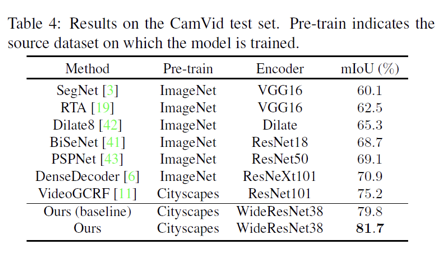 Table 4: Results on the CamVid test set. Pre-train indicates the
source dataset on which the model is trained.
Method Pre-train Encoder mIoU (%)
SegNet [3] ImageNet VGG16 60.1
RTA [19] ImageNet VGG16 62.5
Dilate8 [42] ImageNet Dilate 65.3
BiSeNet [41] ImageNet ResNet18 68.7
PSPNet [43] ImageNet ResNet50 69.1
DenseDecoder [6] ImageNet ResNeXt101 70.9
VideoGCRF [11] Cityscapes ResNet101 75.2
Ours (baseline) Cityscapes WideResNet38 79.8
Ours Cityscapes WideResNet38 81.7